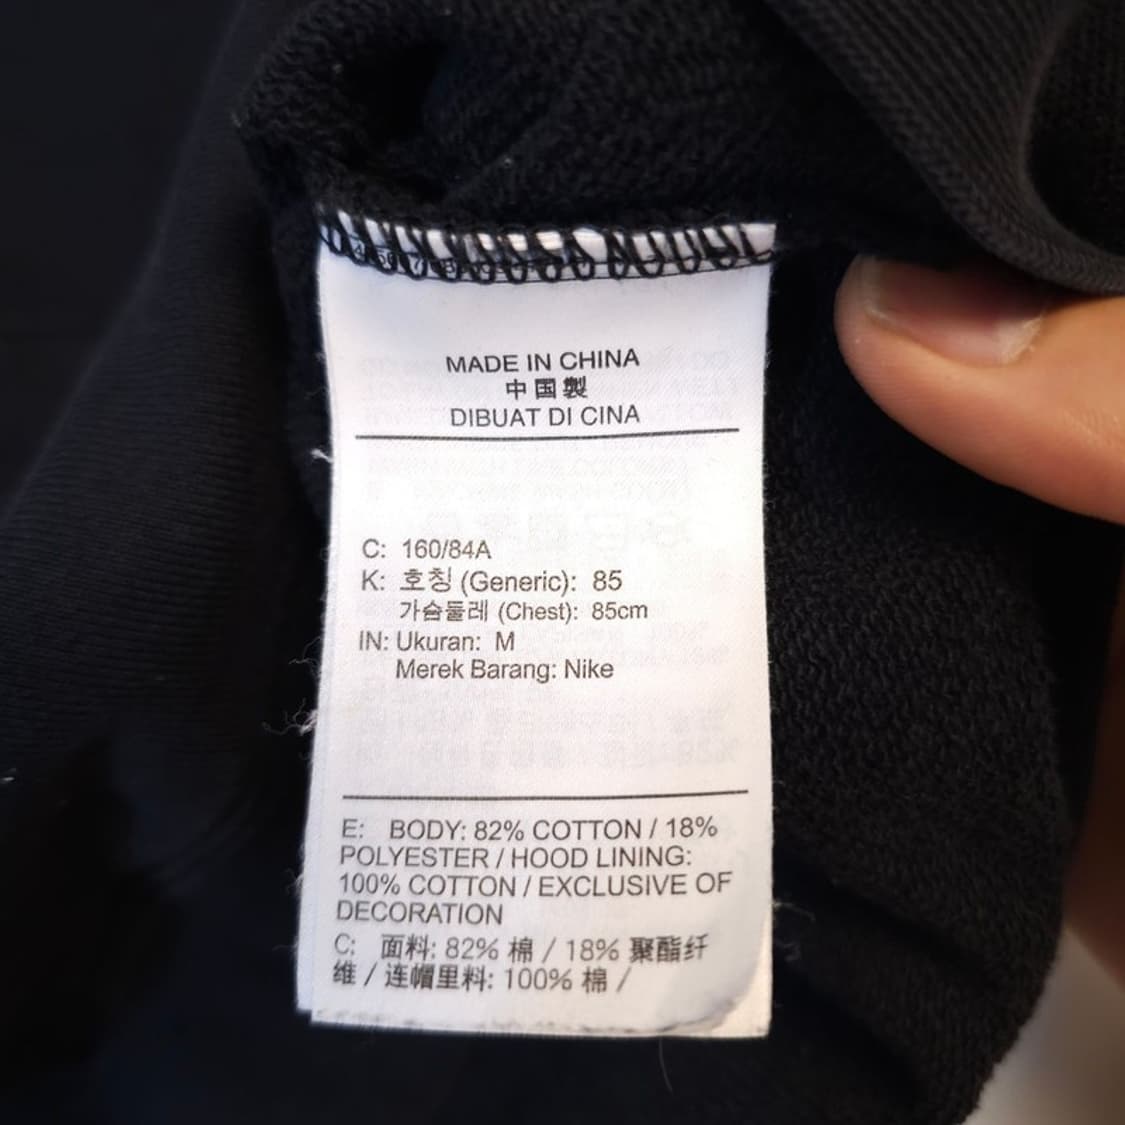 MADE IN CHINA
中国製
DIBUAT DI CINA
C: 160/84A
K: 호칭 (Generic): 85
가슴둘레 (Chest): 85cm
IN: Ukuran: M
Merek Barang: Nike
E: BODY: 82% COTTON / 18%
POLYESTER / HOOD LINING:
100% COTTON / EXCLUSIVE OF
DECORATION
C: 面料: 82% 棉 / 18% 聚酯纤
维 / 连帽里料: 100% 棉 /